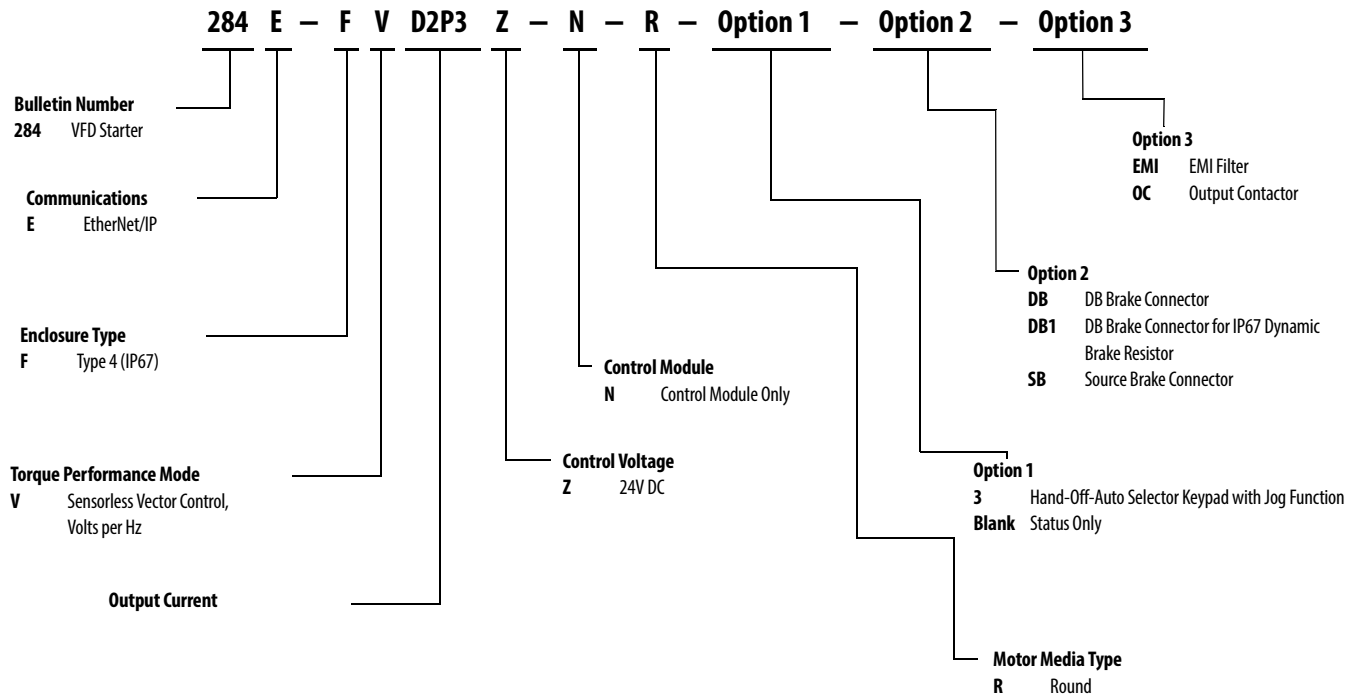 284 E – F V D2P3 Z – N – R – Option 1 – Option 2 – Option 3
Bulletin Number
284 VFD Starter
Communications
E EtherNet/IP
Enclosure Type
F Type 4 (IP67)
Torque Performance Mode
V Sensorless Vector Control,
Volts per Hz
Output Current
Control Voltage
Z 24V DC
Control Module
N Control Module Only
Motor Media Type
R Round
Option 1
3 Hand-Off-Auto Selector Keypad with Jog Function
Blank Status Only
Option 2
DB DB Brake Connector
DB1 DB Brake Connector for IP67 Dynamic
Brake Resistor
SB Source Brake Connector
Option 3
EMI EMI Filter
OC Output Contactor